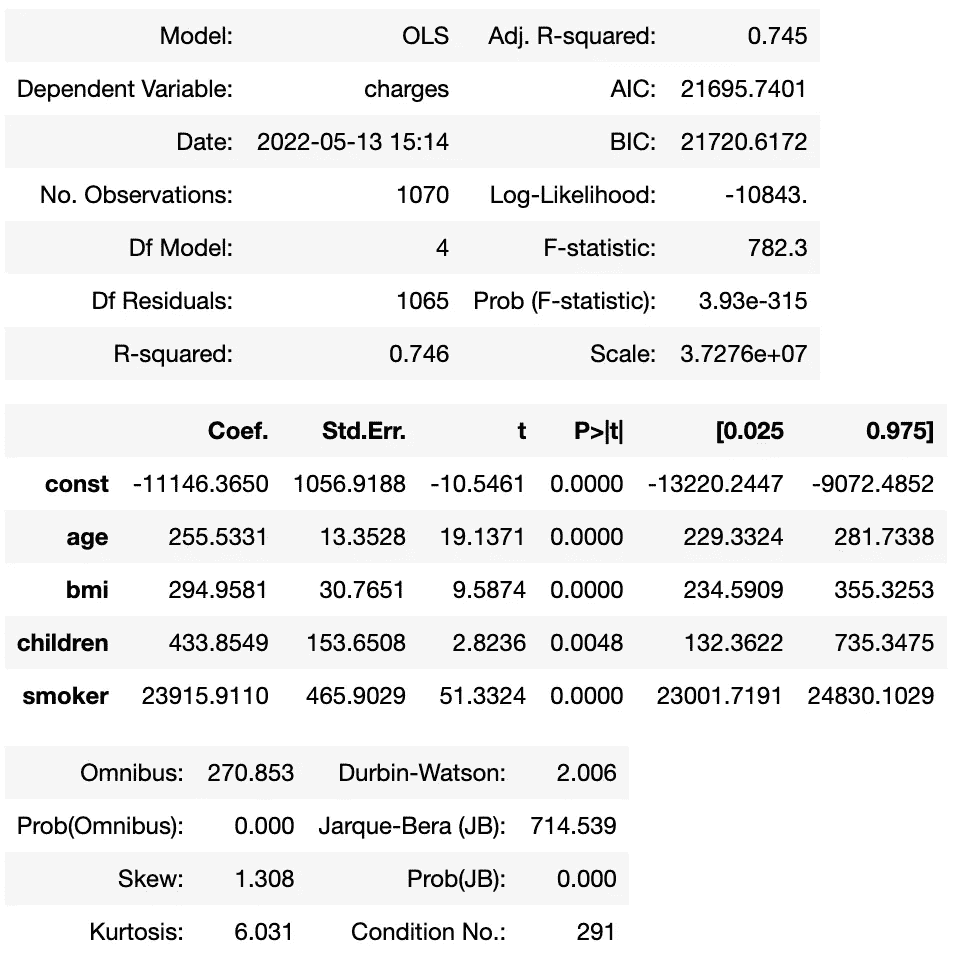 Model: OLS Adj. R-squared: 0.745
Dependent Variable: charges AIC: 21695.7401
Date: 2022-05-13 15:14 BIC: 21720.6172
No. Observations: 1070 Log-Likelihood: -10843.
Df Model: 4 F-statistic: 782.3
Df Residuals: 1065 Prob (F-statistic): 3.93e-315
R-squared: 0.746 Scale: 3.7276e+07
Coef. Std.Err. t P>|t| [0.025 0.975]
const -11146.3650 1056.9188 -10.5461 0.0000 -13220.2447 -9072.4852
age 255.5331 13.3528 19.1371 0.0000 229.3324 281.7338
bmi 294.9581 30.7651 9.5874 0.0000 234.5909 355.3253
children 433.8549 153.6508 2.8236 0.0048 132.3622 735.3475
smoker 23915.9110 465.9029 51.3324 0.0000 23001.7191 24830.1029
Omnibus: 270.853 Durbin-Watson: 2.006
Prob(Omnibus): 0.000 Jarque-Bera (JB): 714.539
Skew: 1.308 Prob(JB): 0.000
Kurtosis: 6.031 Condition No.: 291